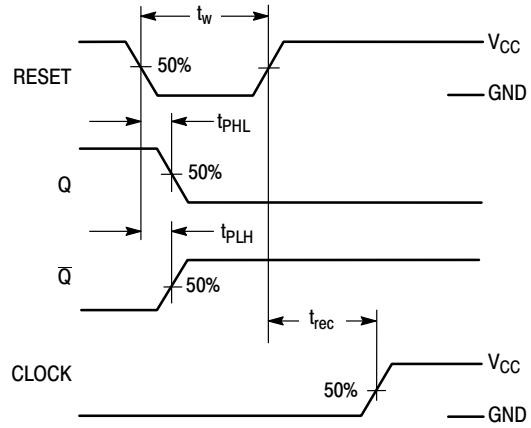 tw
VCC
50%
RESET
GND
tPHL
50%
Q
tPLH
Q̅
50%
trec
VCC
CLOCK
50%
GND